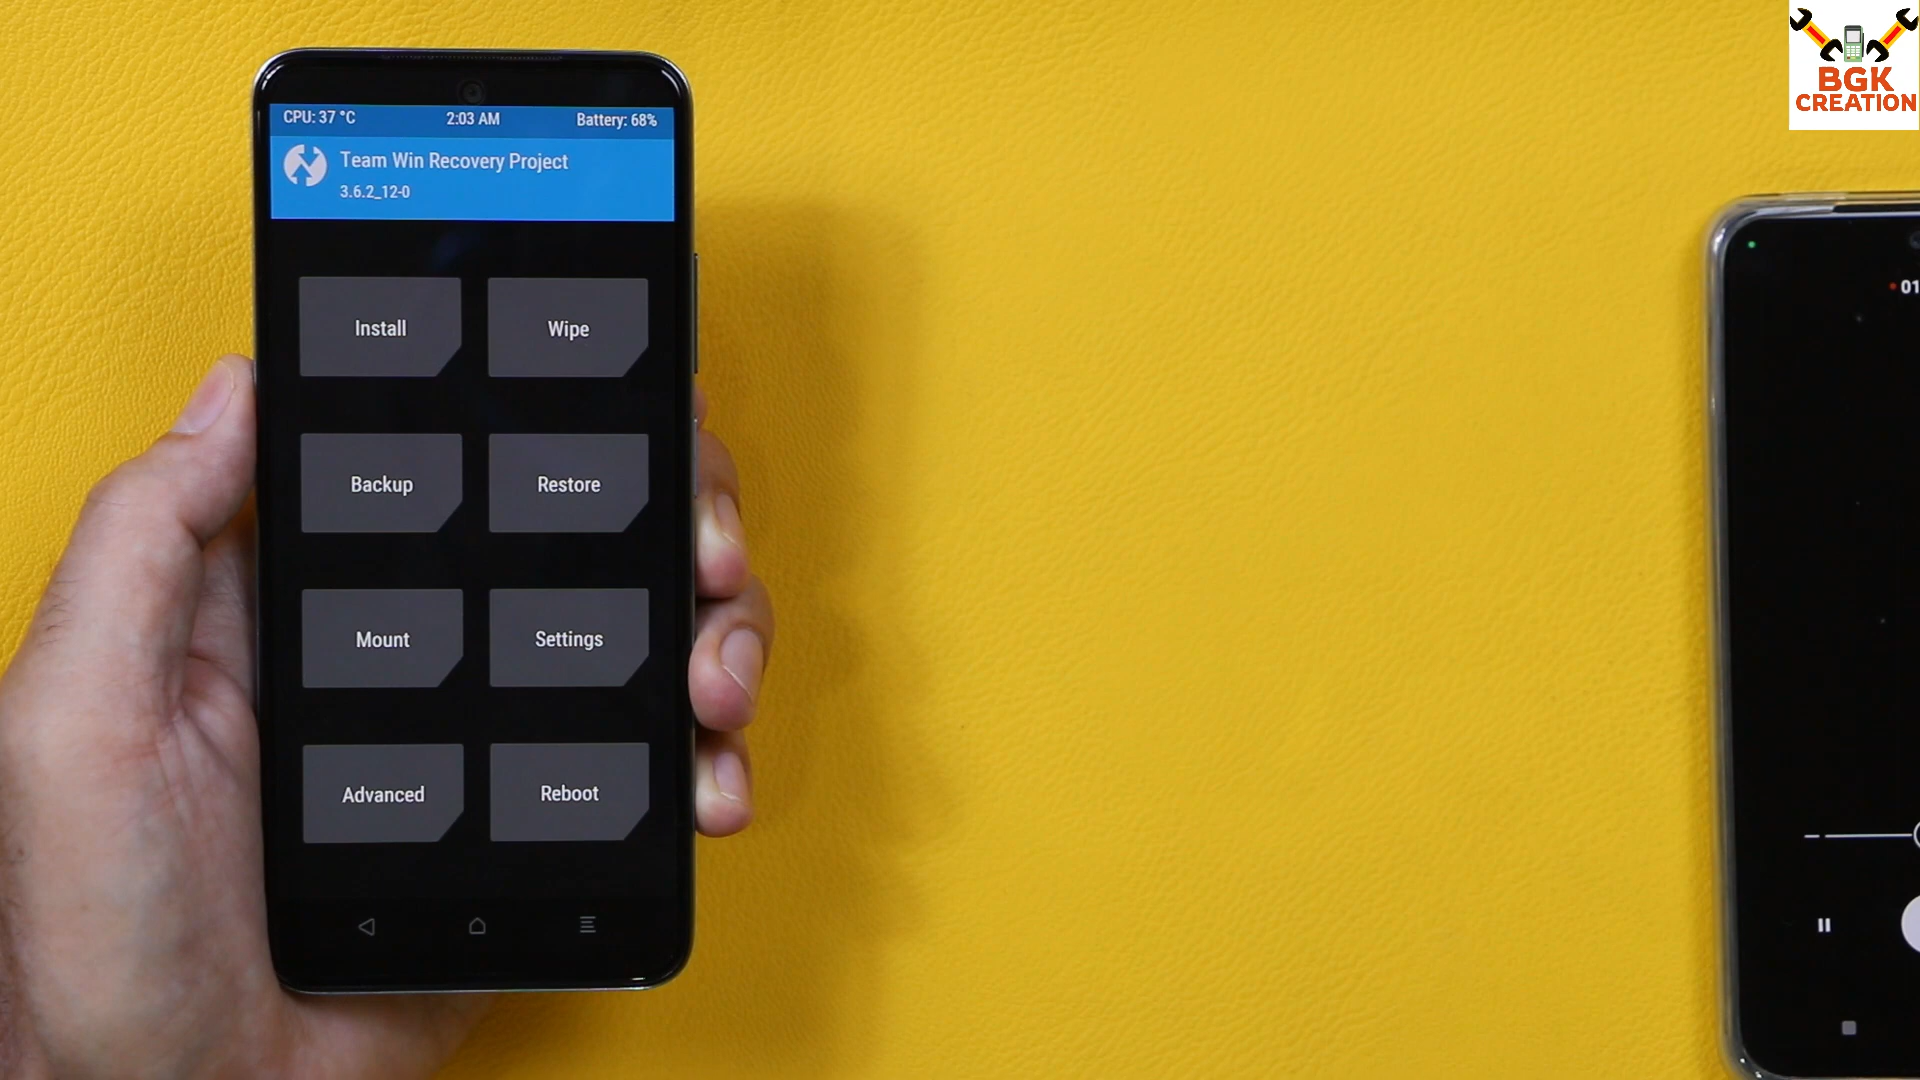 CPU: 37 °C 2:03 AM Battery: 68%
Team Win Recovery Project
3.6.2_12-0
Install Wipe
Backup Restore
Mount Settings
Advanced Reboot
BGK
CREATION
01